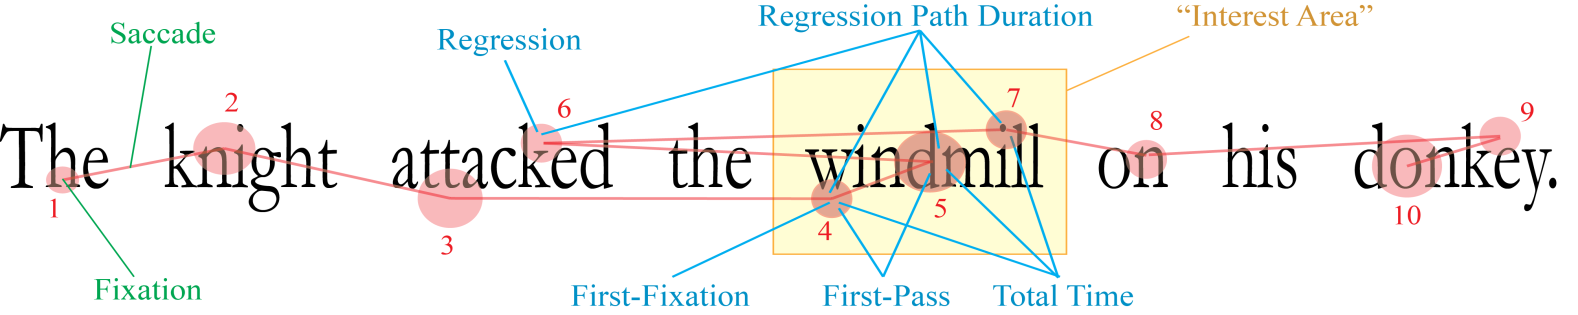 Regression Path Duration
“Interest Area”
Saccade
Regression
2
6
7
8
9
The knight attacked the windmill on his donkey.
1
3
4
5
10
Fixation
First-Fixation
First-Pass
Total Time